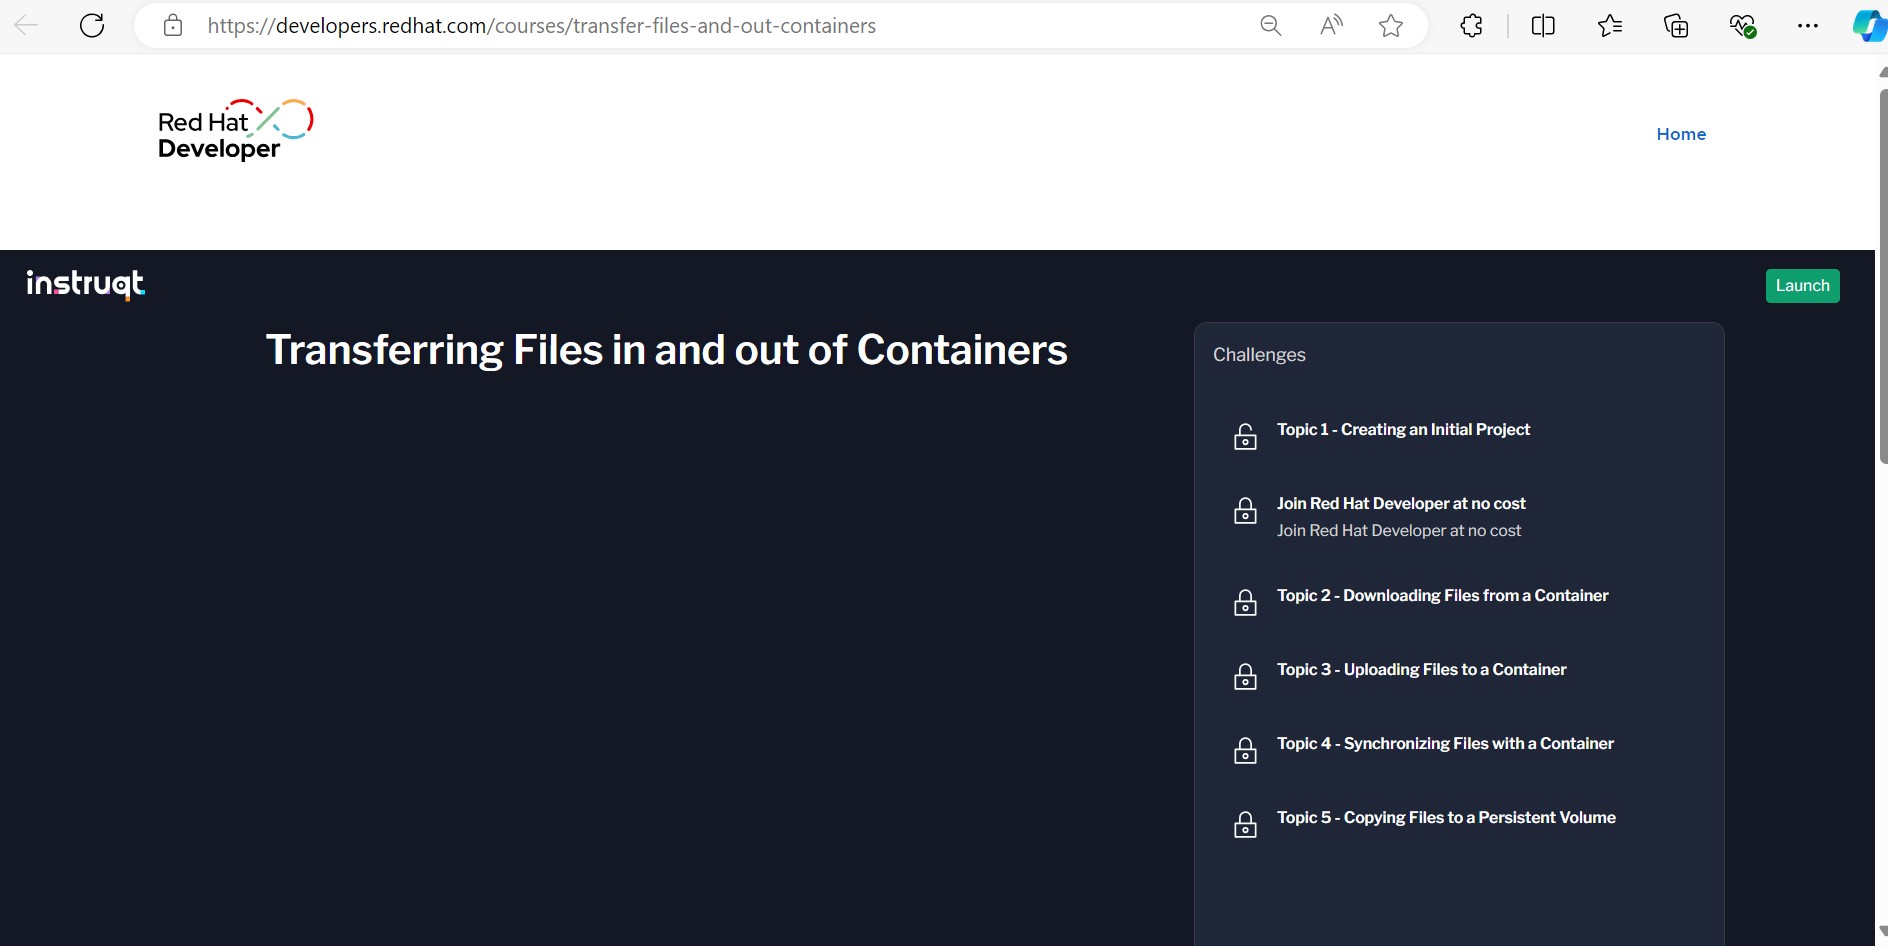 https://developers.redhat.com/courses/transfer-files-and-out-containers
Red Hat
Developer
Home
instruqt
Launch
Transferring Files in and out of Containers
Challenges
Topic 1 - Creating an Initial Project
Join Red Hat Developer at no cost
Join Red Hat Developer at no cost
Topic 2 - Downloading Files from a Container
Topic 3 - Uploading Files to a Container
Topic 4 - Synchronizing Files with a Container
Topic 5 - Copying Files to a Persistent Volume